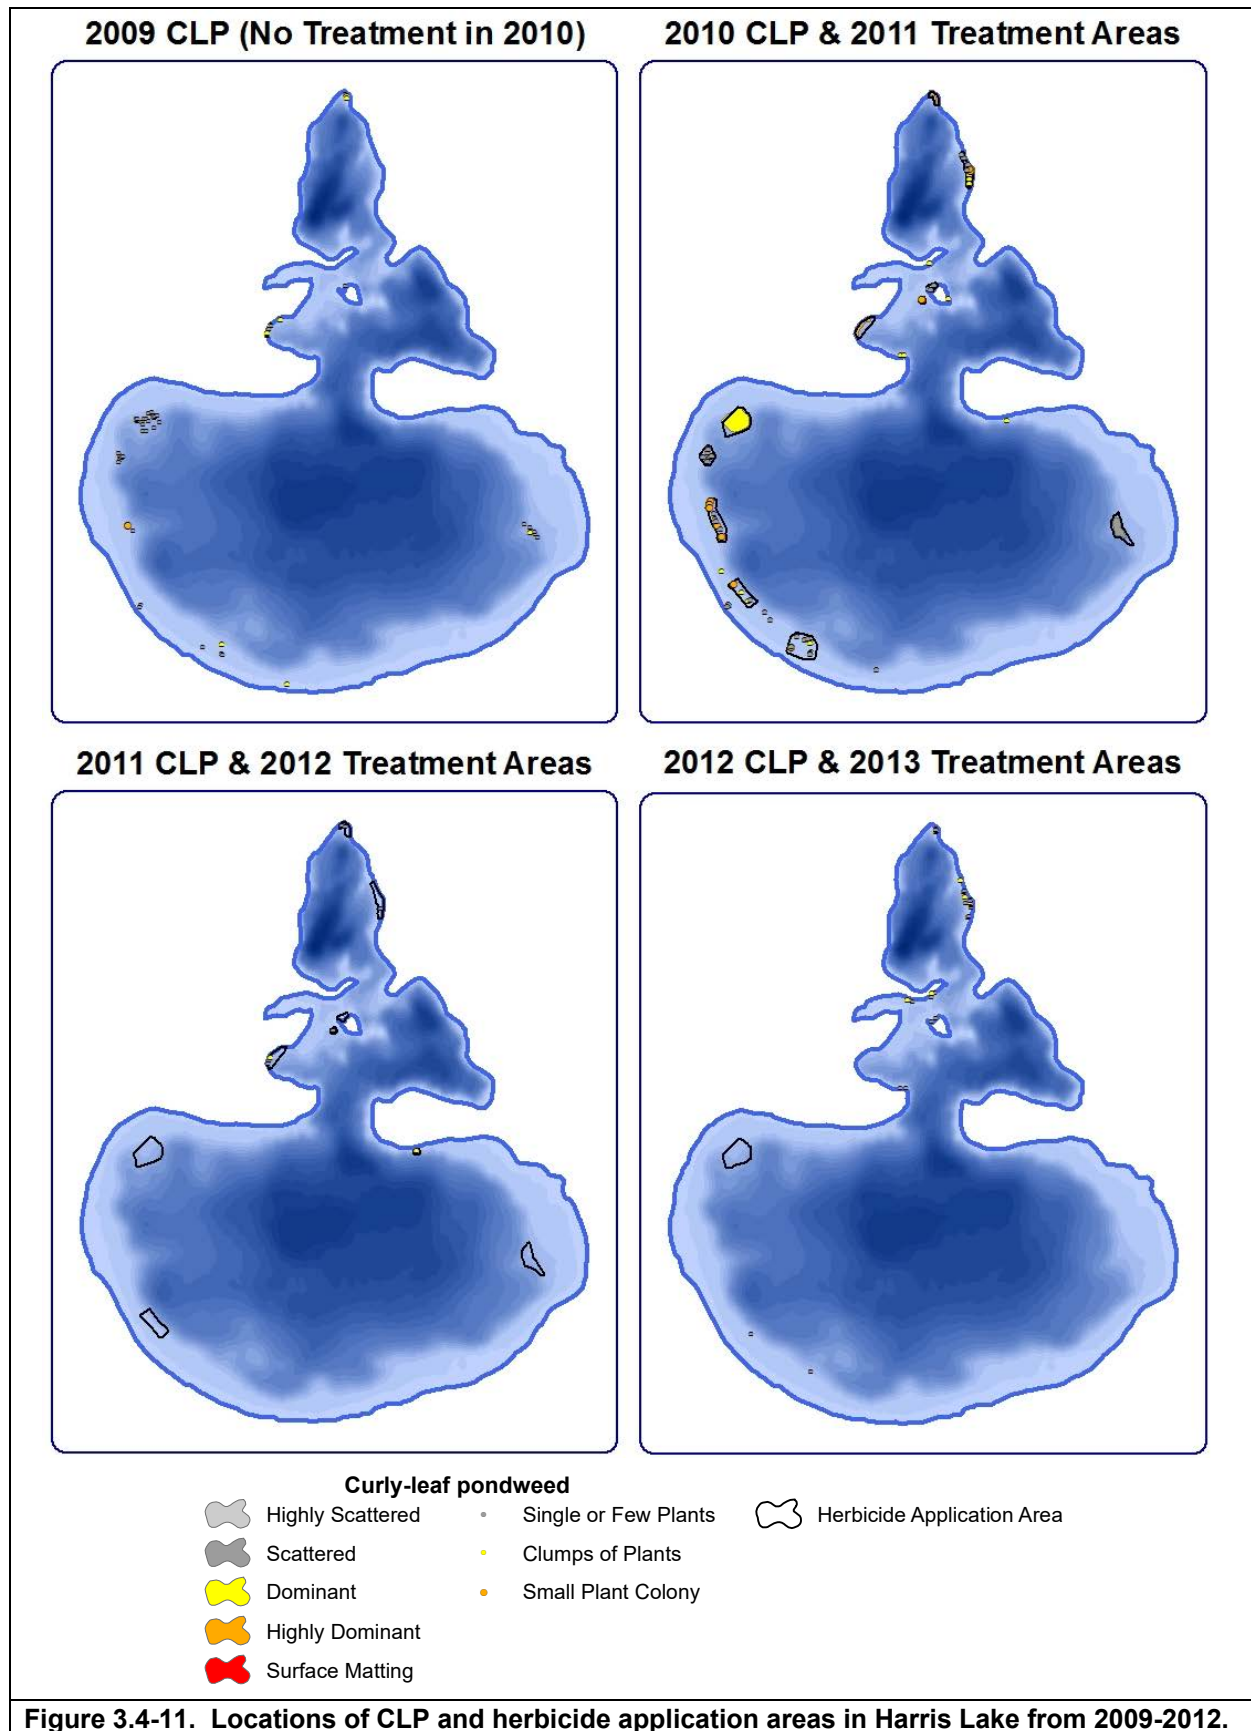 2009 CLP (No Treatment in 2010)
2010 CLP & 2011 Treatment Areas
2011 CLP & 2012 Treatment Areas
2012 CLP & 2013 Treatment Areas
Curly-leaf pondweed
Highly Scattered
Scattered
Dominant
Highly Dominant
Surface Matting
Single or Few Plants
Clumps of Plants
Small Plant Colony
Herbicide Application Area
Figure 3.4-11. Locations of CLP and herbicide application areas in Harris Lake from 2009-2012.